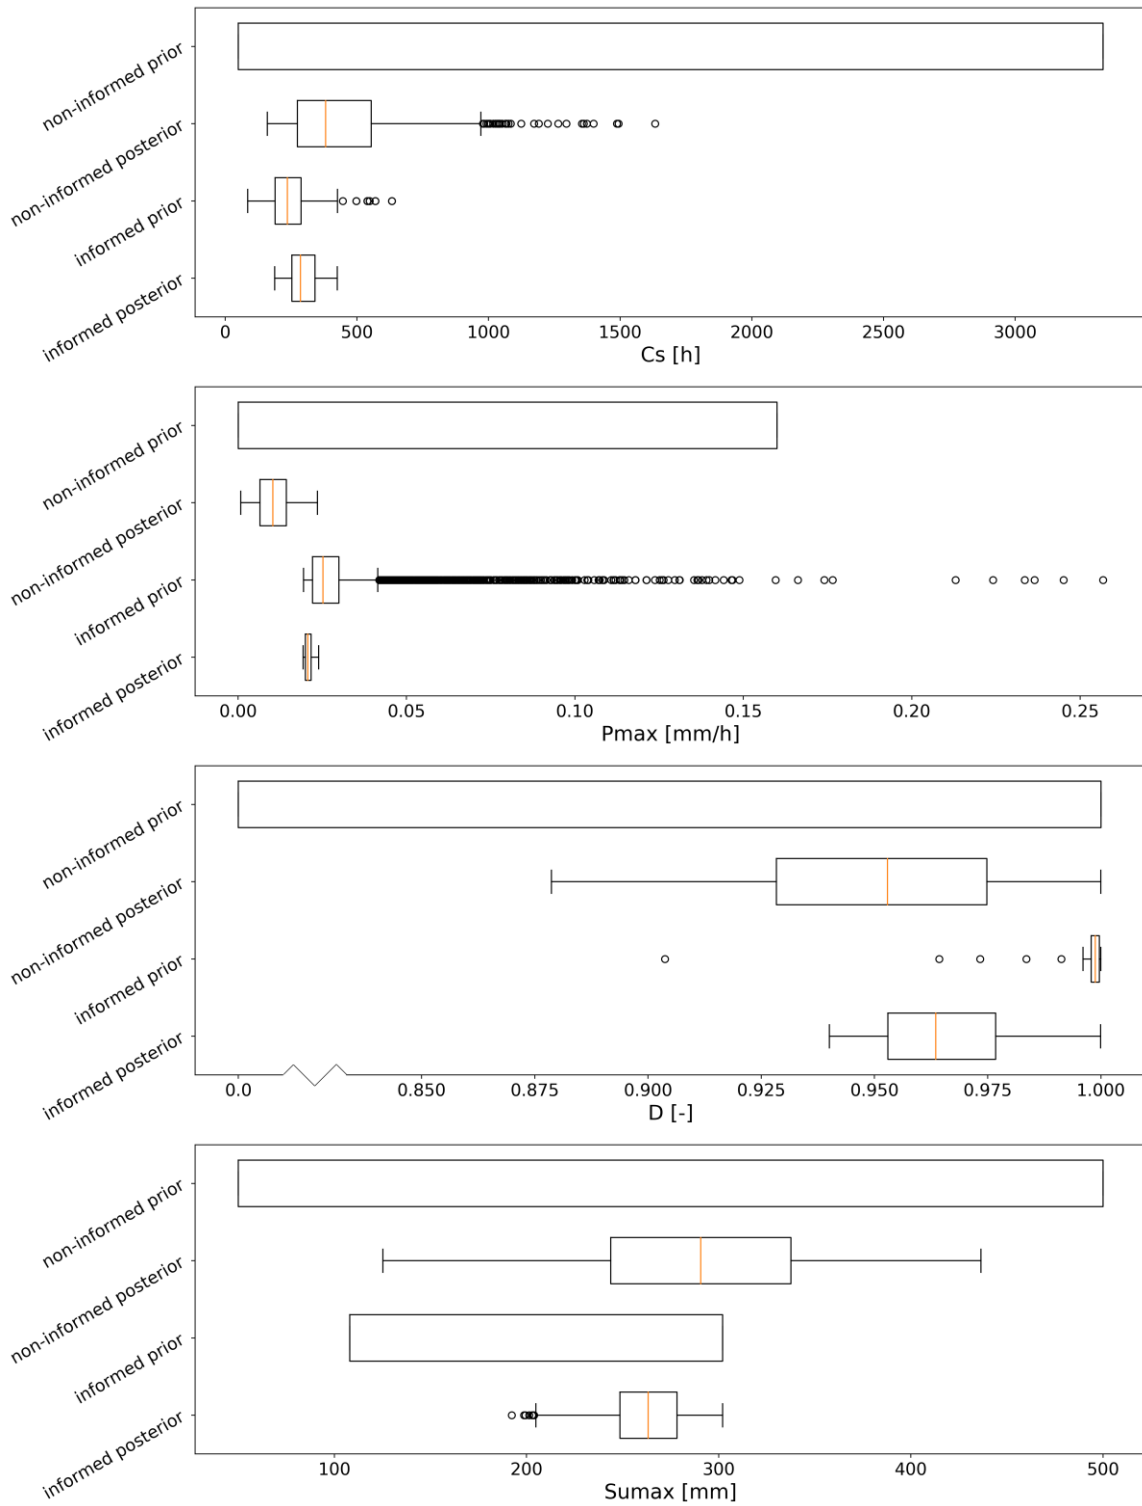 non-informed prior
non-informed posterior
informed prior
informed posterior
0 500 1000 1500 2000 2500 3000
Cs [h]
non-informed prior
non-informed posterior
informed prior
informed posterior
0.00 0.05 0.10 0.15 0.20 0.25
Pmax [mm/h]
non-informed prior
non-informed posterior
informed prior
informed posterior
0.0 0.850 0.875 0.900 0.925 0.950 0.975 1.000
D [-]
non-informed prior
non-informed posterior
informed prior
informed posterior
100 200 300 400 500
Sumax [mm]